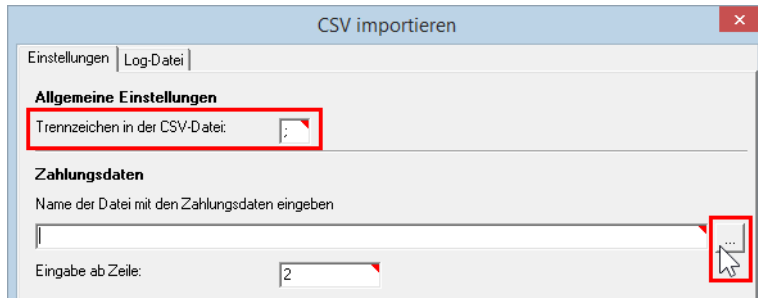 CSV importieren
Einstellungen Log-Datei
Allgemeine Einstellungen
Trennzeichen in der CSV-Datei: ;
Zahlungsdaten
Name der Datei mit den Zahlungsdaten eingeben
...
Eingabe ab Zeile: 2